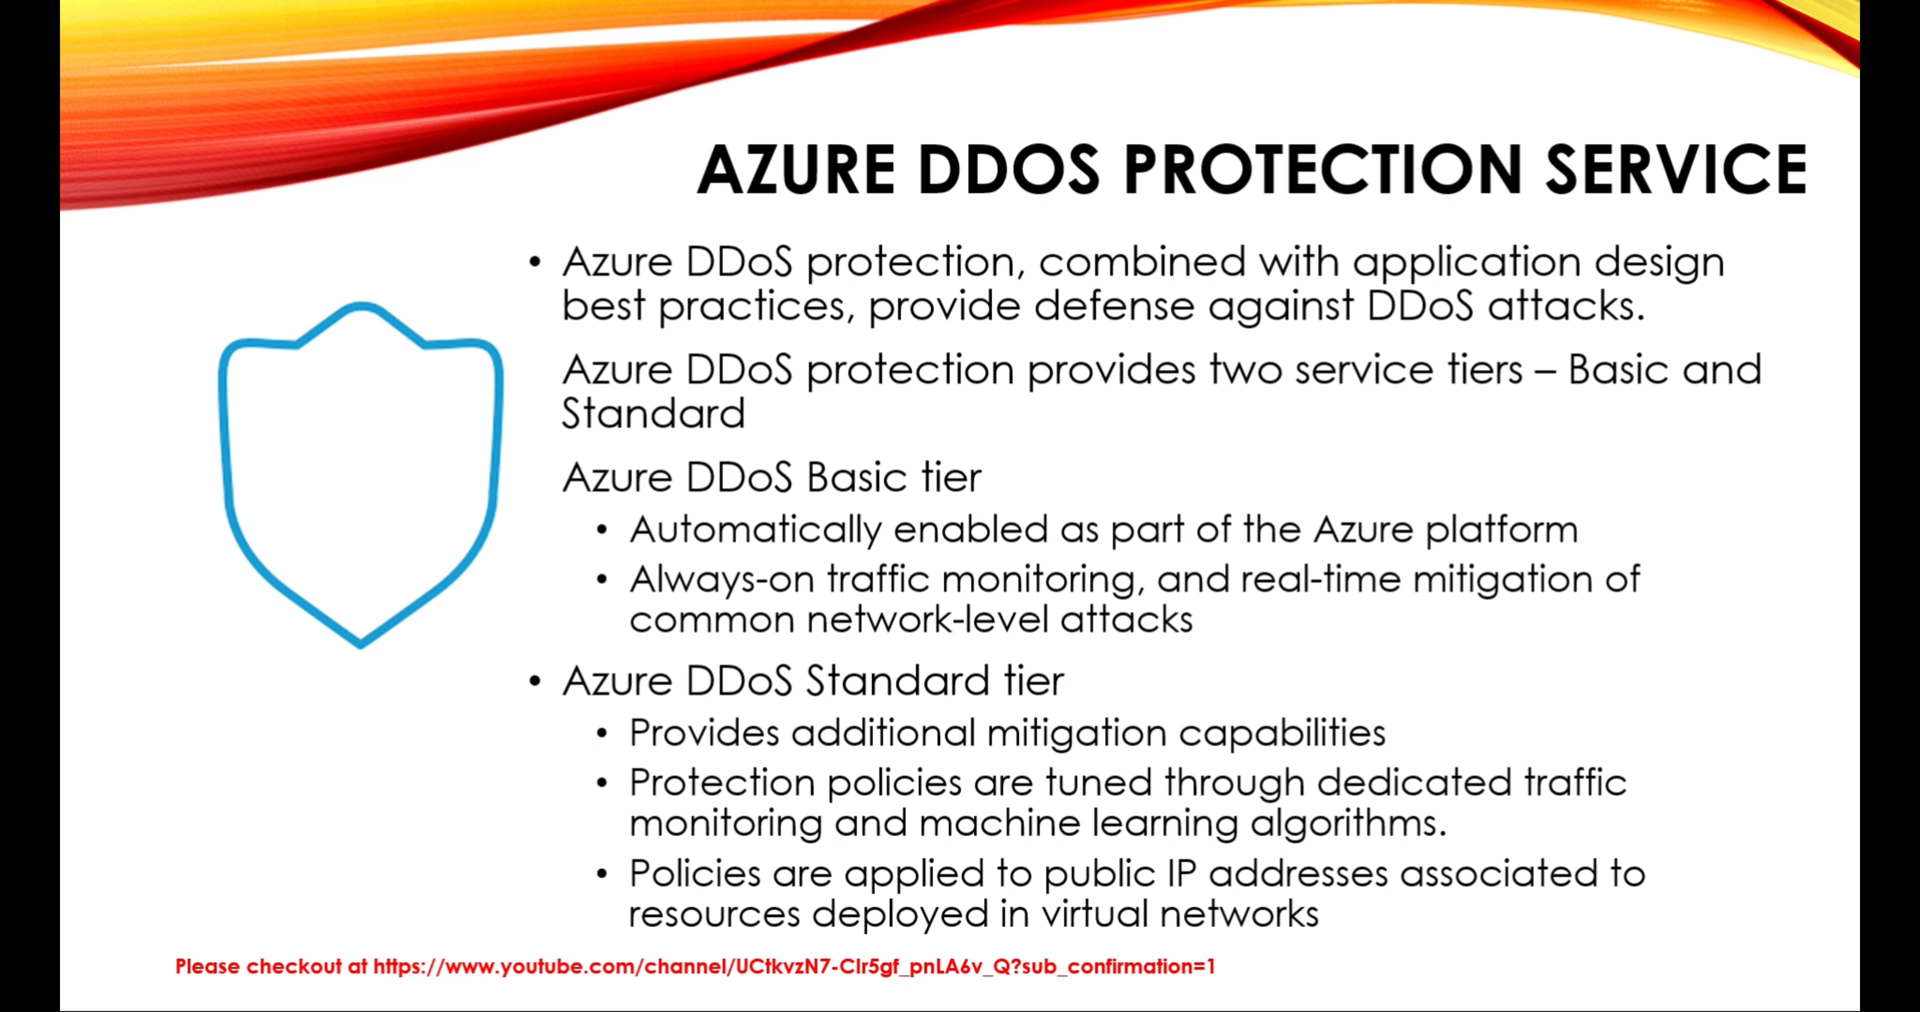 AZURE DDOS PROTECTION SERVICE
• Azure DDoS protection, combined with application design
best practices, provide defense against DDoS attacks.
Azure DDoS protection provides two service tiers – Basic and
Standard
Azure DDoS Basic tier
• Automatically enabled as part of the Azure platform
• Always-on traffic monitoring, and real-time mitigation of
common network-level attacks
• Azure DDoS Standard tier
• Provides additional mitigation capabilities
• Protection policies are tuned through dedicated traffic
monitoring and machine learning algorithms.
• Policies are applied to public IP addresses associated to
resources deployed in virtual networks
Please checkout at https://www.youtube.com/channel/UCtkvzN7-CIr5gf_pnLA6v_Q?sub_confirmation=1